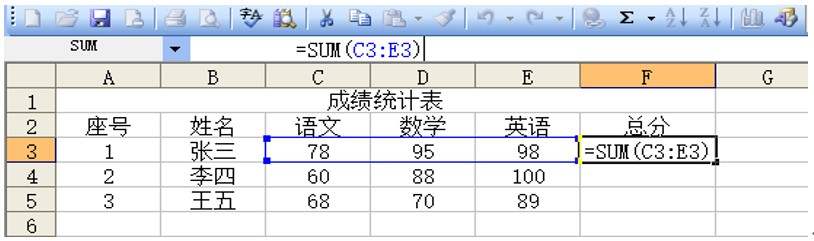 SUM =SUM(C3:E3)
A B C D E F G
1 成绩统计表
2 座号 姓名 语文 数学 英语 总分
3 1 张三 78 95 98 =SUM(C3:E3)
4 2 李四 60 88 100
5 3 王五 68 70 89
6